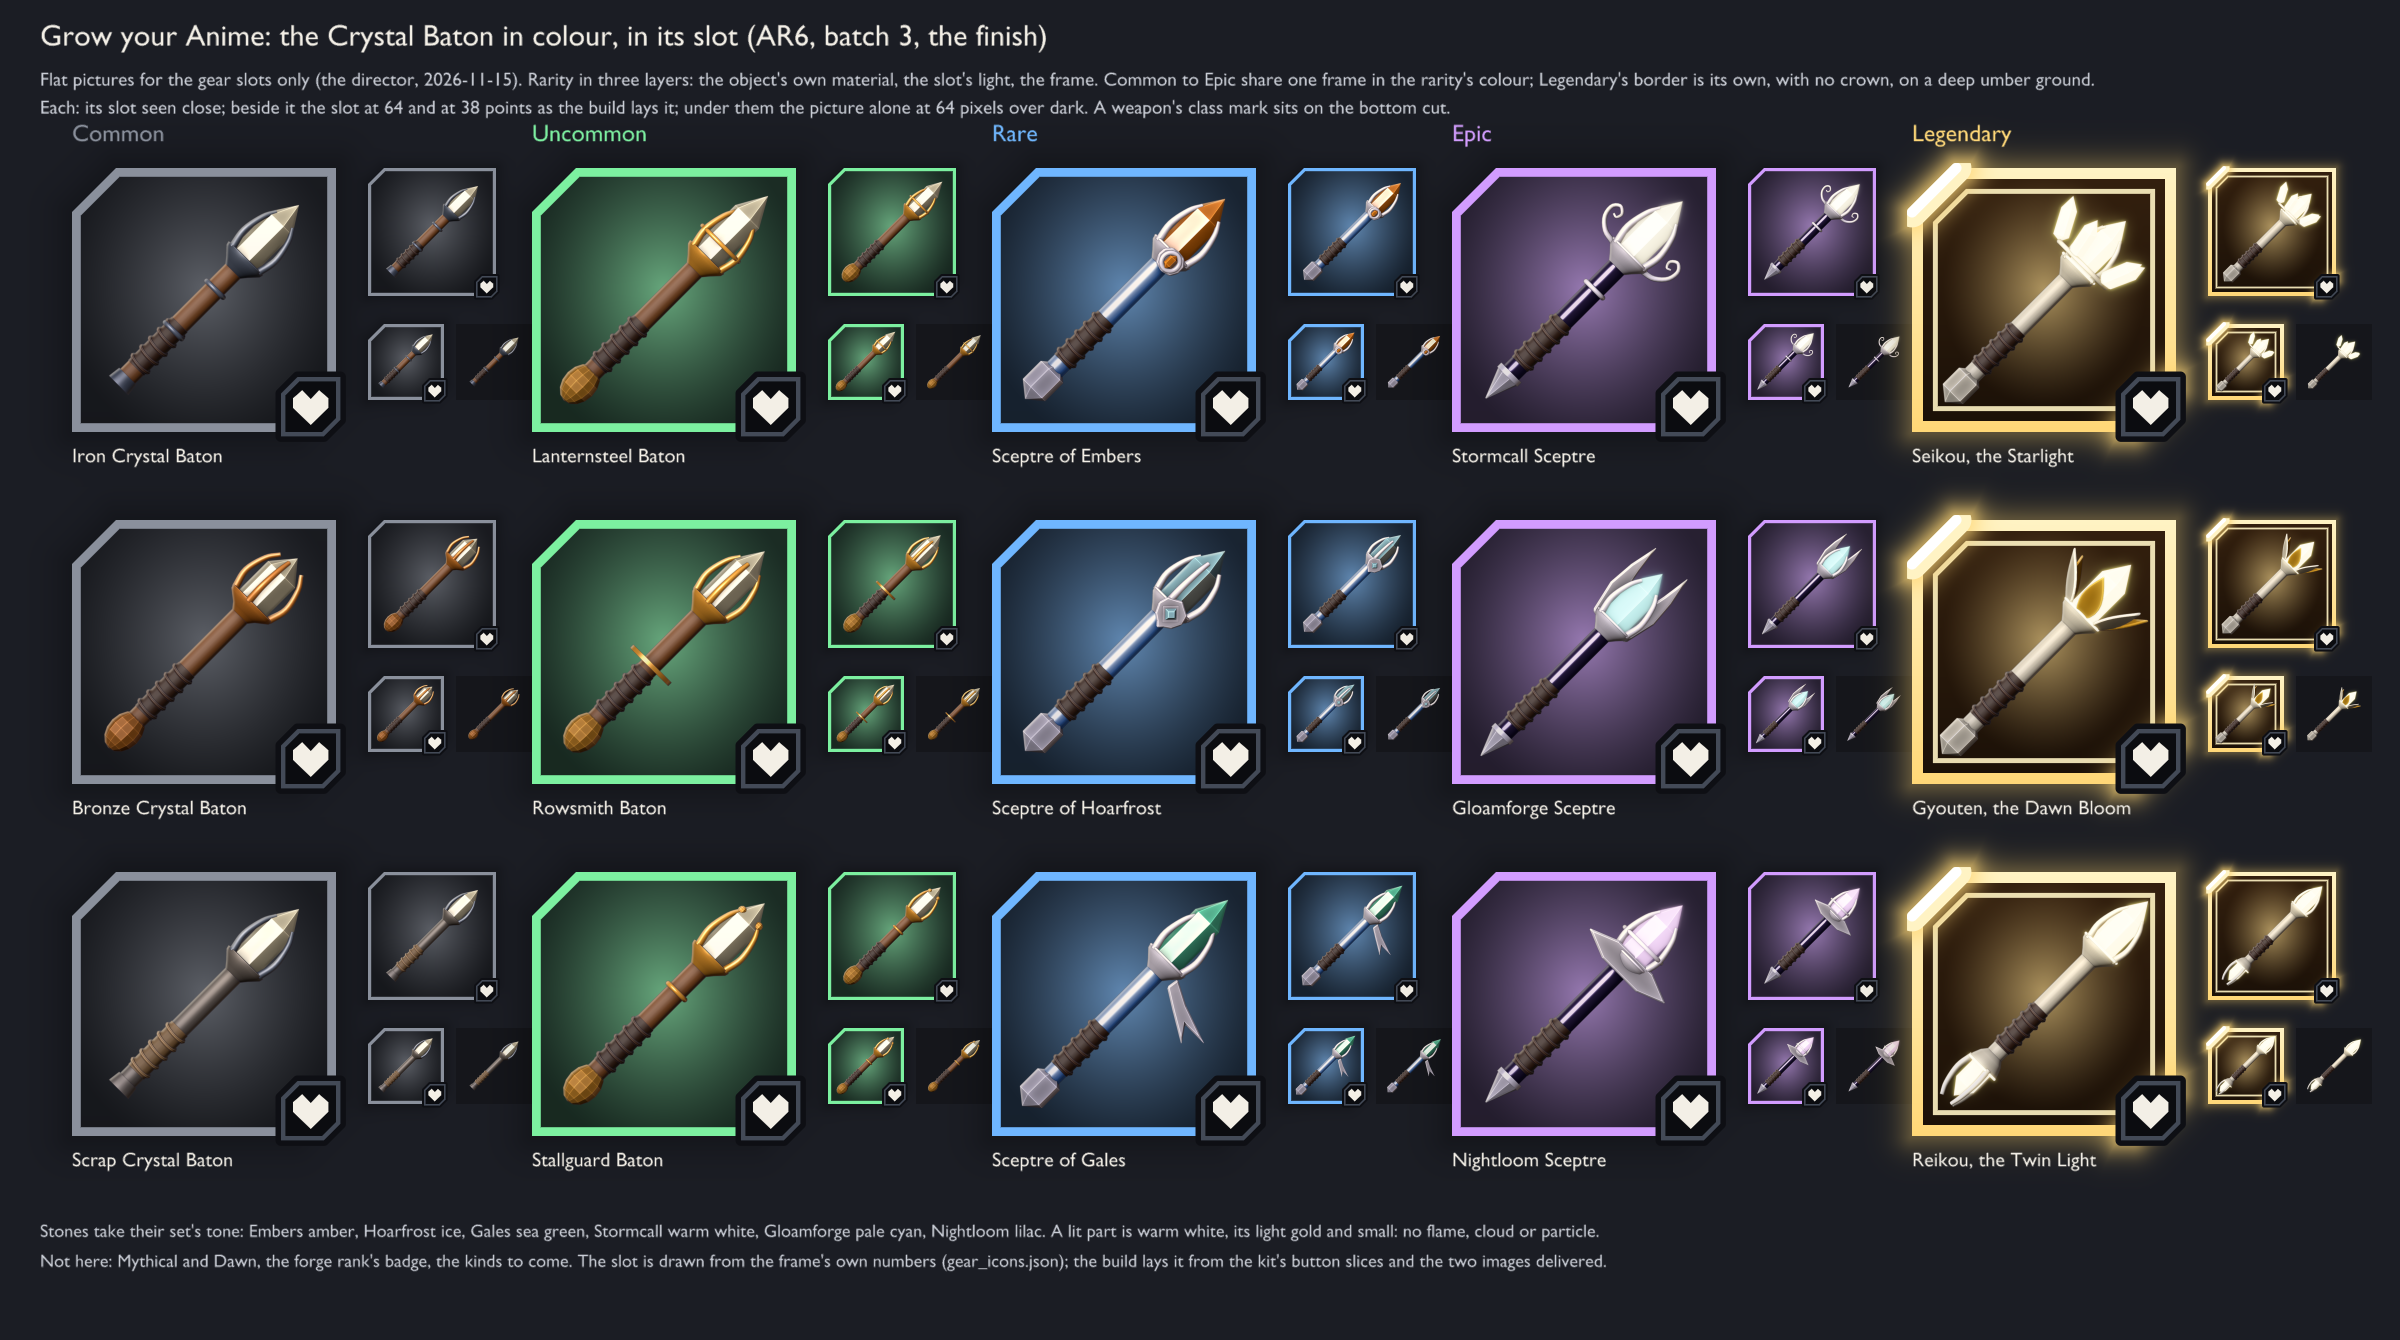 Grow your Anime: the Crystal Baton in colour, in its slot (AR6, batch 3, the finish)
Flat pictures for the gear slots only (the director, 2026-11-15). Rarity in three layers: the object's own material, the slot's light, the frame. Common to Epic share one frame in the rarity's colour; Legendary's border is its own, with no crown, on a deep umber ground.
Each: its slot seen close; beside it the slot at 64 and at 38 points as the build lays it; under them the picture alone at 64 pixels over dark. A weapon's class mark sits on the bottom cut.
Common
Uncommon
Rare
Epic
Legendary
Iron Crystal Baton
Lanternsteel Baton
Sceptre of Embers
Stormcall Sceptre
Seikou, the Starlight
Bronze Crystal Baton
Rowsmith Baton
Sceptre of Hoarfrost
Gloamforge Sceptre
Gyouten, the Dawn Bloom
Scrap Crystal Baton
Stallguard Baton
Sceptre of Gales
Nightloom Sceptre
Reikou, the Twin Light
Stones take their set's tone: Embers amber, Hoarfrost ice, Gales sea green, Stormcall warm white, Gloamforge pale cyan, Nightloom lilac. A lit part is warm white, its light gold and small: no flame, cloud or particle.
Not here: Mythical and Dawn, the forge rank's badge, the kinds to come. The slot is drawn from the frame's own numbers (gear_icons.json); the build lays it from the kit's button slices and the two images delivered.